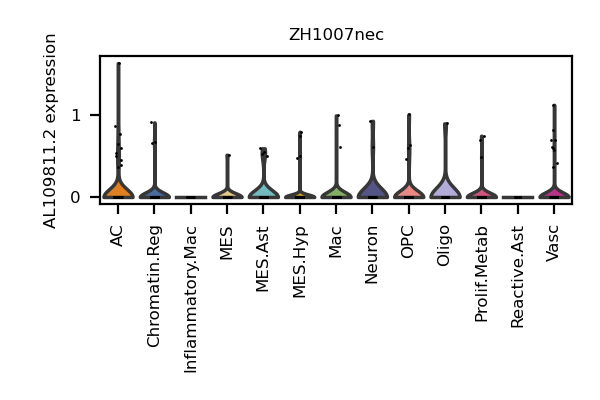 ZH1007nec
AL109811.2 expression
1
0
AC
Chromatin.Reg
Inflammatory.Mac
MES
MES.Ast
MES.Hyp
Mac
Neuron
OPC
Oligo
Prolif.Metab
Reactive.Ast
Vasc